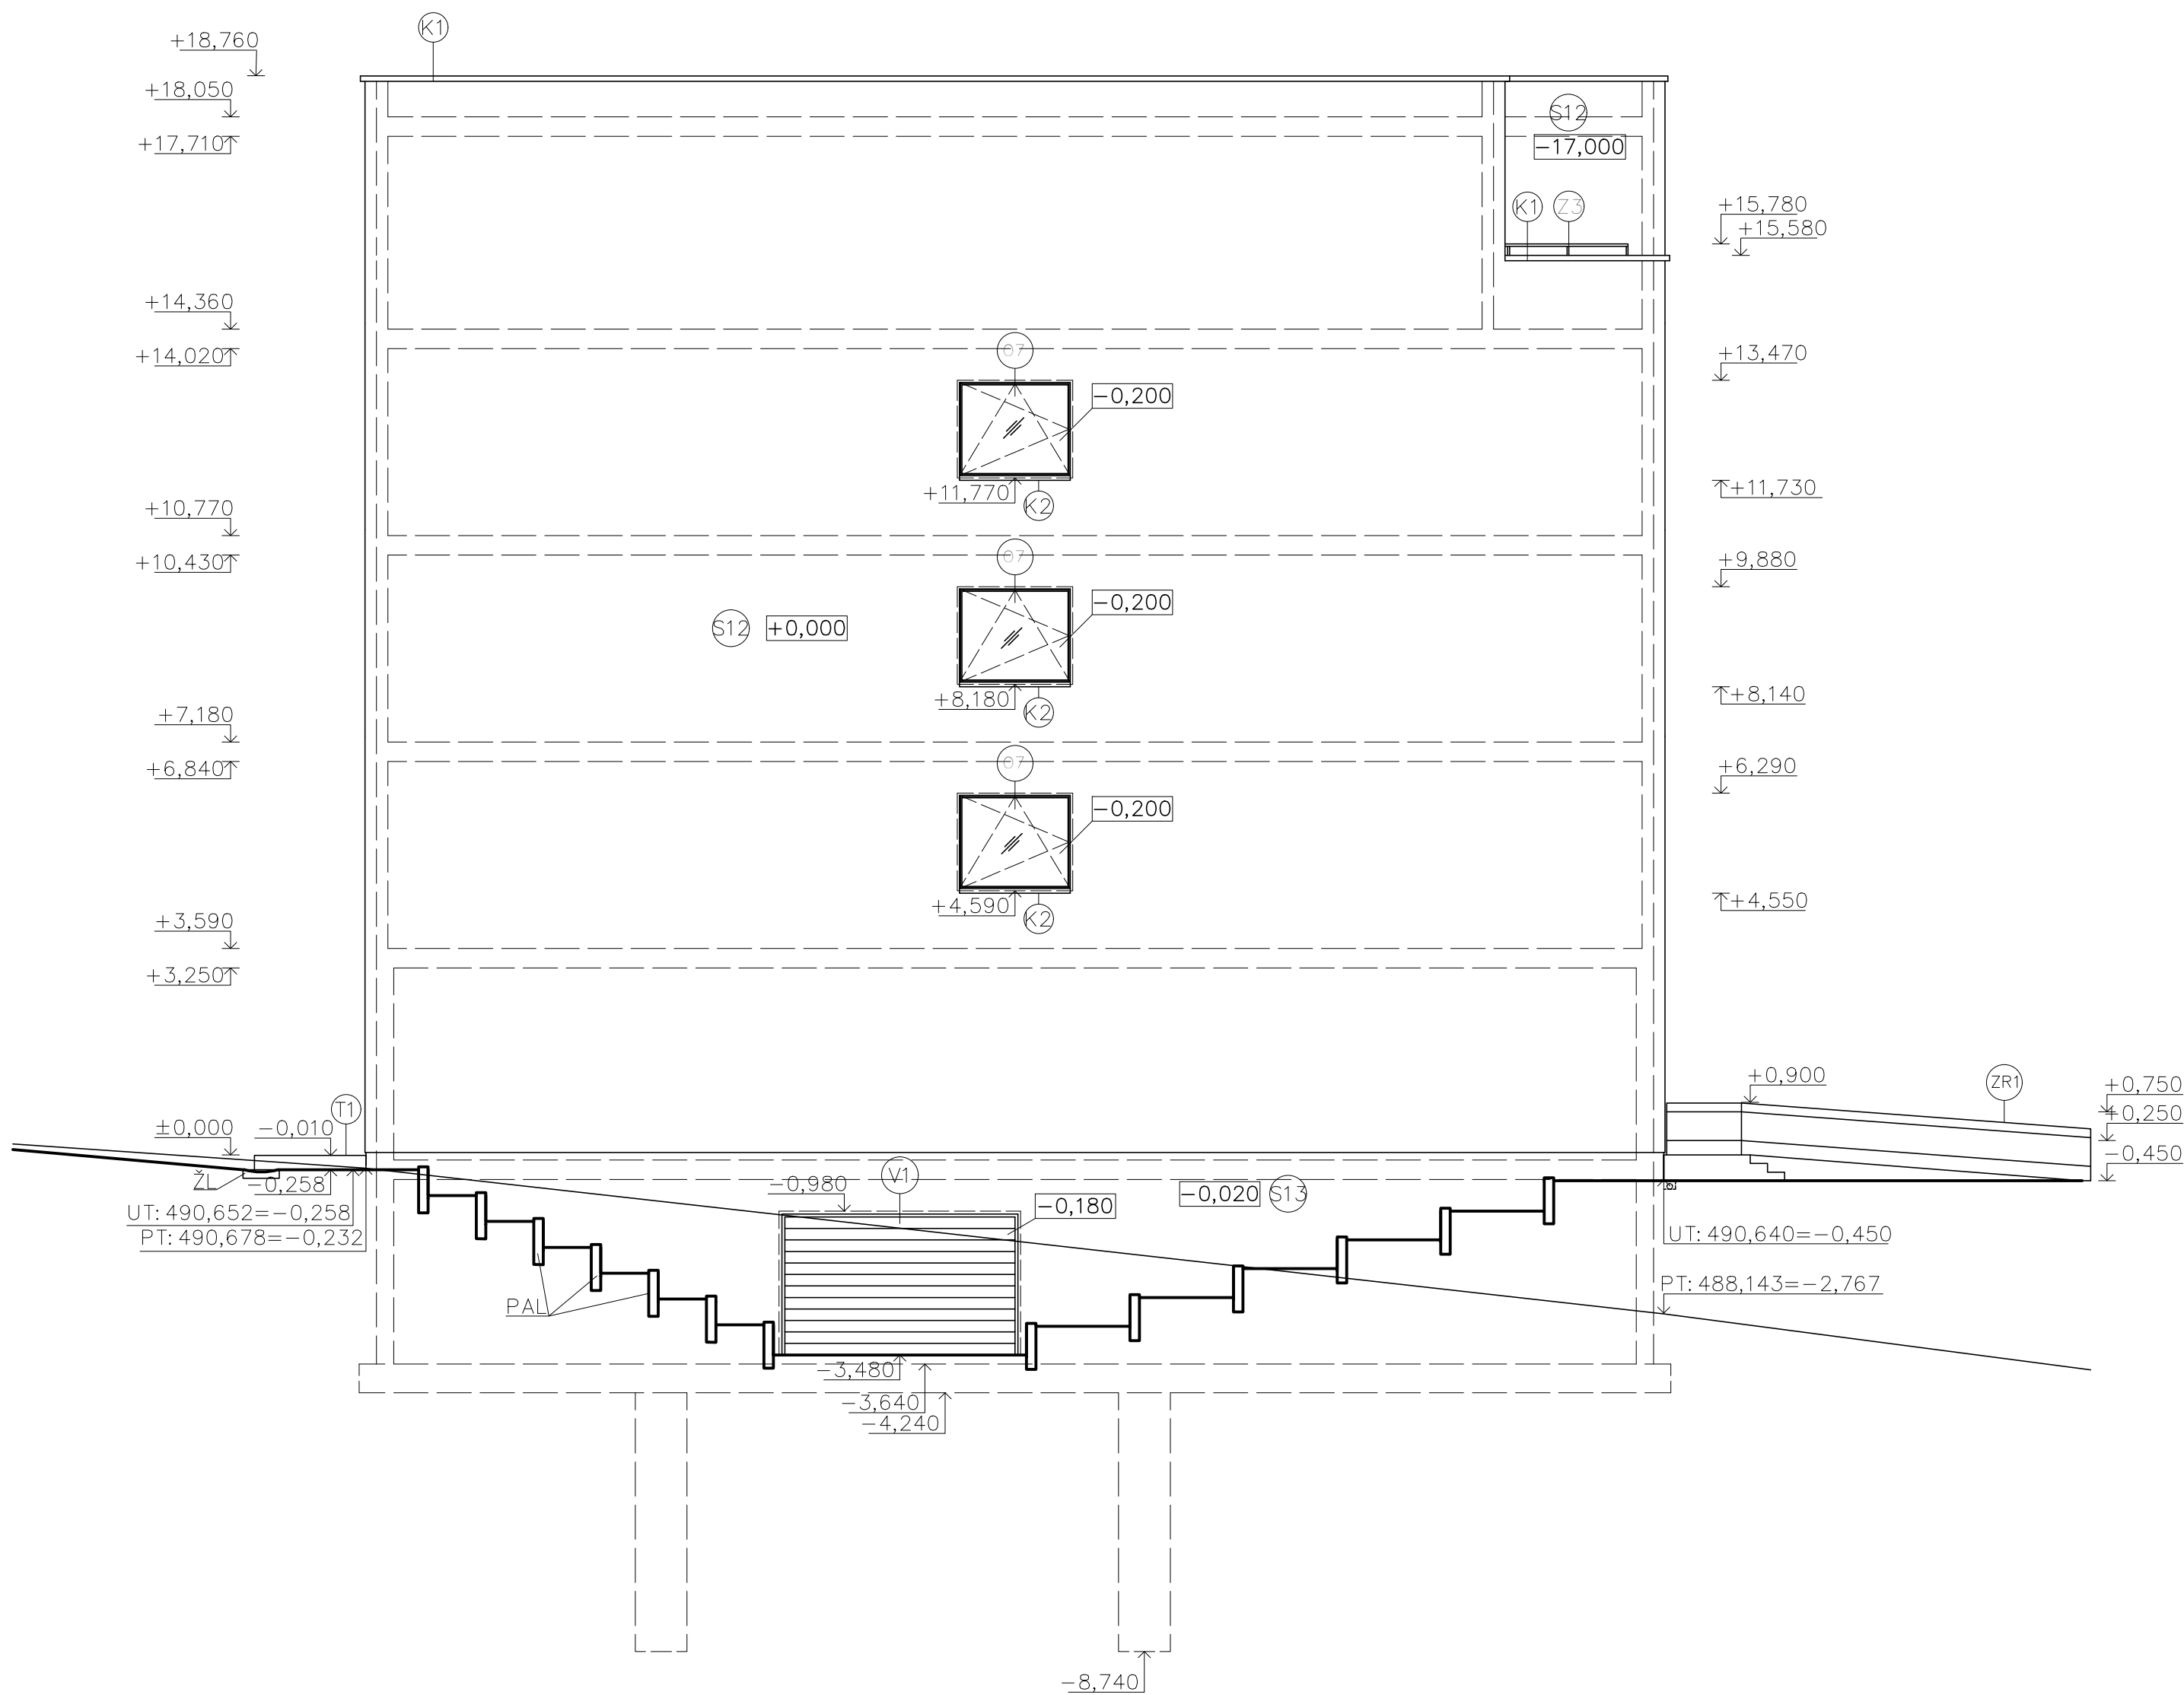 K1
+18,760
+18,050
S12
+17,710
-17,000
K1
Z3
+15,780
+15,580
+14,360
+14,020
O7
+13,470
-0,200
+11,770
+11,730
K2
+10,770
+10,430
O7
+9,880
-0,200
S12
+0,000
+8,180
+8,140
K2
+7,180
+6,840
O7
+6,290
-0,200
+4,590
+4,550
K2
+3,590
+3,250
+0,900
ZR1
+0,750
+0,250
-0,450
T1
±0,000
-0,010
ŽL
-0,258
UT: 490,652=-0,258
PT: 490,678=-0,232
V1
-0,980
-0,180
-0,020
S13
UT: 490,640=-0,450
PT: 488,143=-2,767
PAL
-3,480
-3,640
-4,240
-8,740